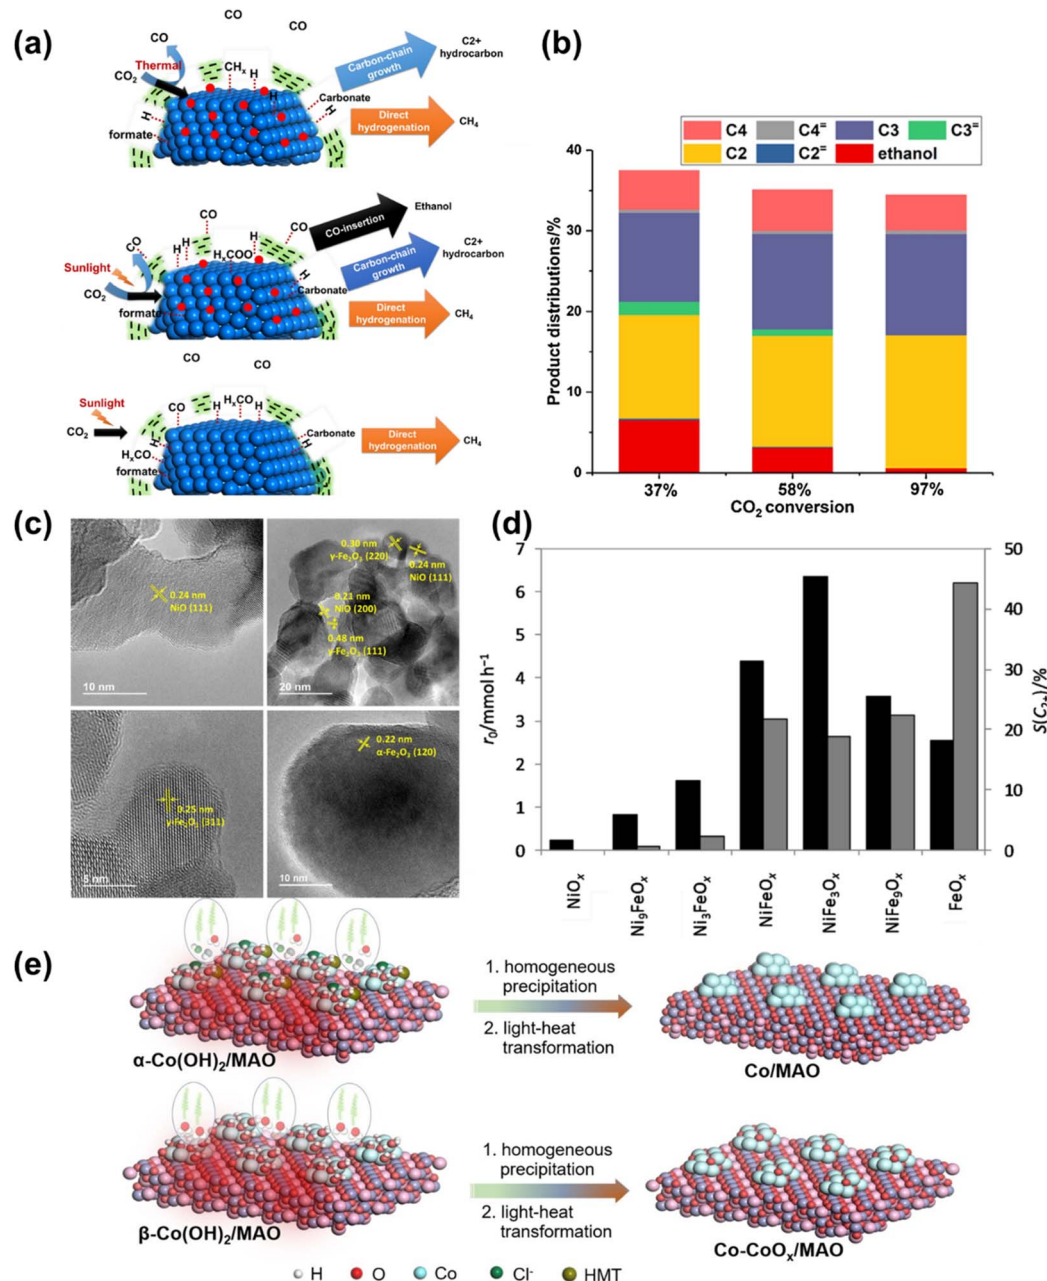 (a)
CO
CO
CO
Thermal
CO2
CHx
H
H
H
H
formate
Carbonate
Carbon-chain
growth
C2+
hydrocarbon
Direct
hydrogenation
CH4
CO
CO
CO
H
H
H
HxCOO
Sunlight
CO2
formate
H
Carbonate
CO-insertion
Ethanol
Carbon-chain
growth
C2+
hydrocarbon
Direct
hydrogenation
CH4
CO
CO
Sunlight
CO2
CO
H
HxCO
H
H
HxCO
formate
Carbonate
H
Direct
hydrogenation
CH4
(b)
C4 C4= C3 C3=
C2 C2= ethanol
Product distributions/%
40
30
20
10
0
37% 58% 97%
CO2 conversion
(c)
0.24 nm
NiO (111)
10 nm
0.30 nm
γ-Fe2O3 (220)
0.24 nm
NiO (111)
0.21 nm
NiO (200)
0.48 nm
γ-Fe2O3 (111)
20 nm
0.25 nm
γ-Fe2O3 (311)
5 nm
0.22 nm
α-Fe2O3 (120)
10 nm
(d)
r0/mmol h−1
7
6
5
4
3
2
1
0
50
40
30
20
10
0
S(C2+)/%
NiOx
Ni9FeOx
Ni3FeOx
NiFeOx
NiFe3Ox
NiFe9Ox
FeOx
(e)
α-Co(OH)2/MAO
1. homogeneous
precipitation
2. light-heat
transformation
Co/MAO
β-Co(OH)2/MAO
1. homogeneous
precipitation
2. light-heat
transformation
Co-CoOx/MAO
H O Co Cl- HMT